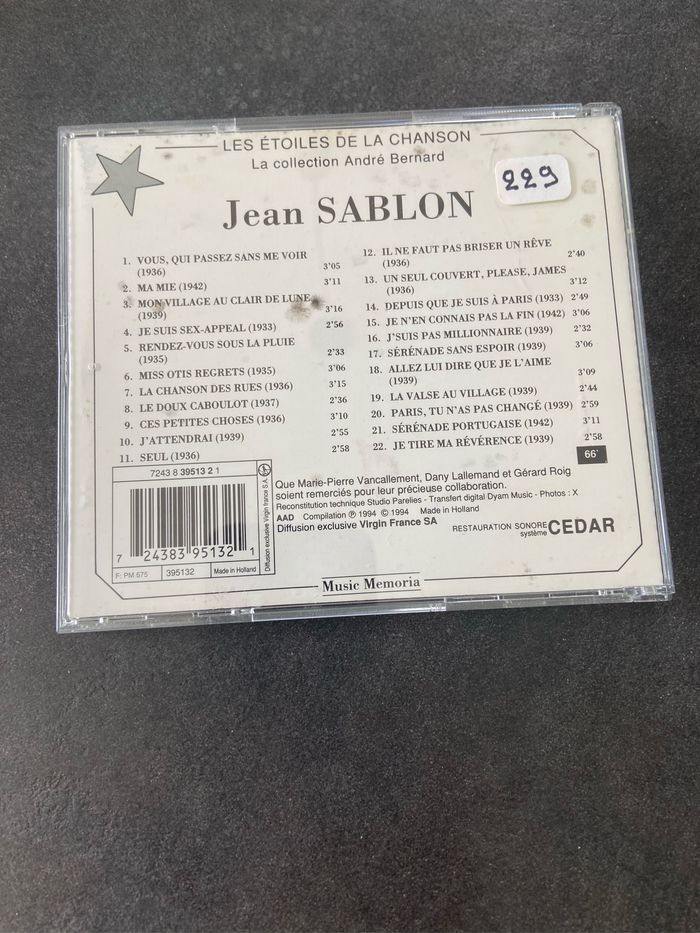 LES ÉTOILES DE LA CHANSON
La collection André Bernard
229
Jean SABLON
1. VOUS, QUI PASSEZ SANS ME VOIR
(1936) 3'05
2. MA MIE (1942) 3'11
3. MON VILLAGE AU CLAIR DE LUNE
(1939) 3'16
4. JE SUIS SEX-APPEAL (1933) 2'56
5. RENDEZ-VOUS SOUS LA PLUIE
(1935) 2'33
6. MISS OTIS REGRETS (1935) 3'06
7. LA CHANSON DES RUES (1936) 3'15
8. LE DOUX CABOULOT (1937) 2'36
9. CES PETITES CHOSES (1936) 3'10
10. J'ATTENDRAI (1939) 2'55
11. SEUL (1936) 2'58
12. IL NE FAUT PAS BRISER UN RÊVE
(1936) 2'40
13. UN SEUL COUVERT, PLEASE, JAMES
(1936) 3'12
14. DEPUIS QUE JE SUIS À PARIS (1933) 2'49
15. JE N'EN CONNAIS PAS LA FIN (1942) 3'06
16. J'SUIS PAS MILLIONNAIRE (1939) 2'32
17. SÉRÉNADE SANS ESPOIR (1939) 3'06
18. ALLEZ LUI DIRE QUE JE L'AIME
(1939) 3'09
19. LA VALSE AU VILLAGE (1939) 2'44
20. PARIS, TU N'AS PAS CHANGÉ (1939) 2'59
21. SÉRÉNADE PORTUGAISE (1942) 3'11
22. JE TIRE MA RÉVÉRENCE (1939) 2'58
66'
7243 8 39513 2 1
7 24383 95132 1
F: PM 675 395132 Made in Holland
Diffusion exclusive Virgin france S.A.
Virgin
Que Marie-Pierre Vancallement, Dany Lallemand et Gérard Roig
soient remerciés pour leur précieuse collaboration.
Reconstitution technique Studio Parelies - Transfert digital Dyam Music - Photos : X
AAD Compilation ℗ 1994 © 1994 Made in Holland
Diffusion exclusive Virgin France SA
RESTAURATION SONORE
système CEDAR
Music Memoria